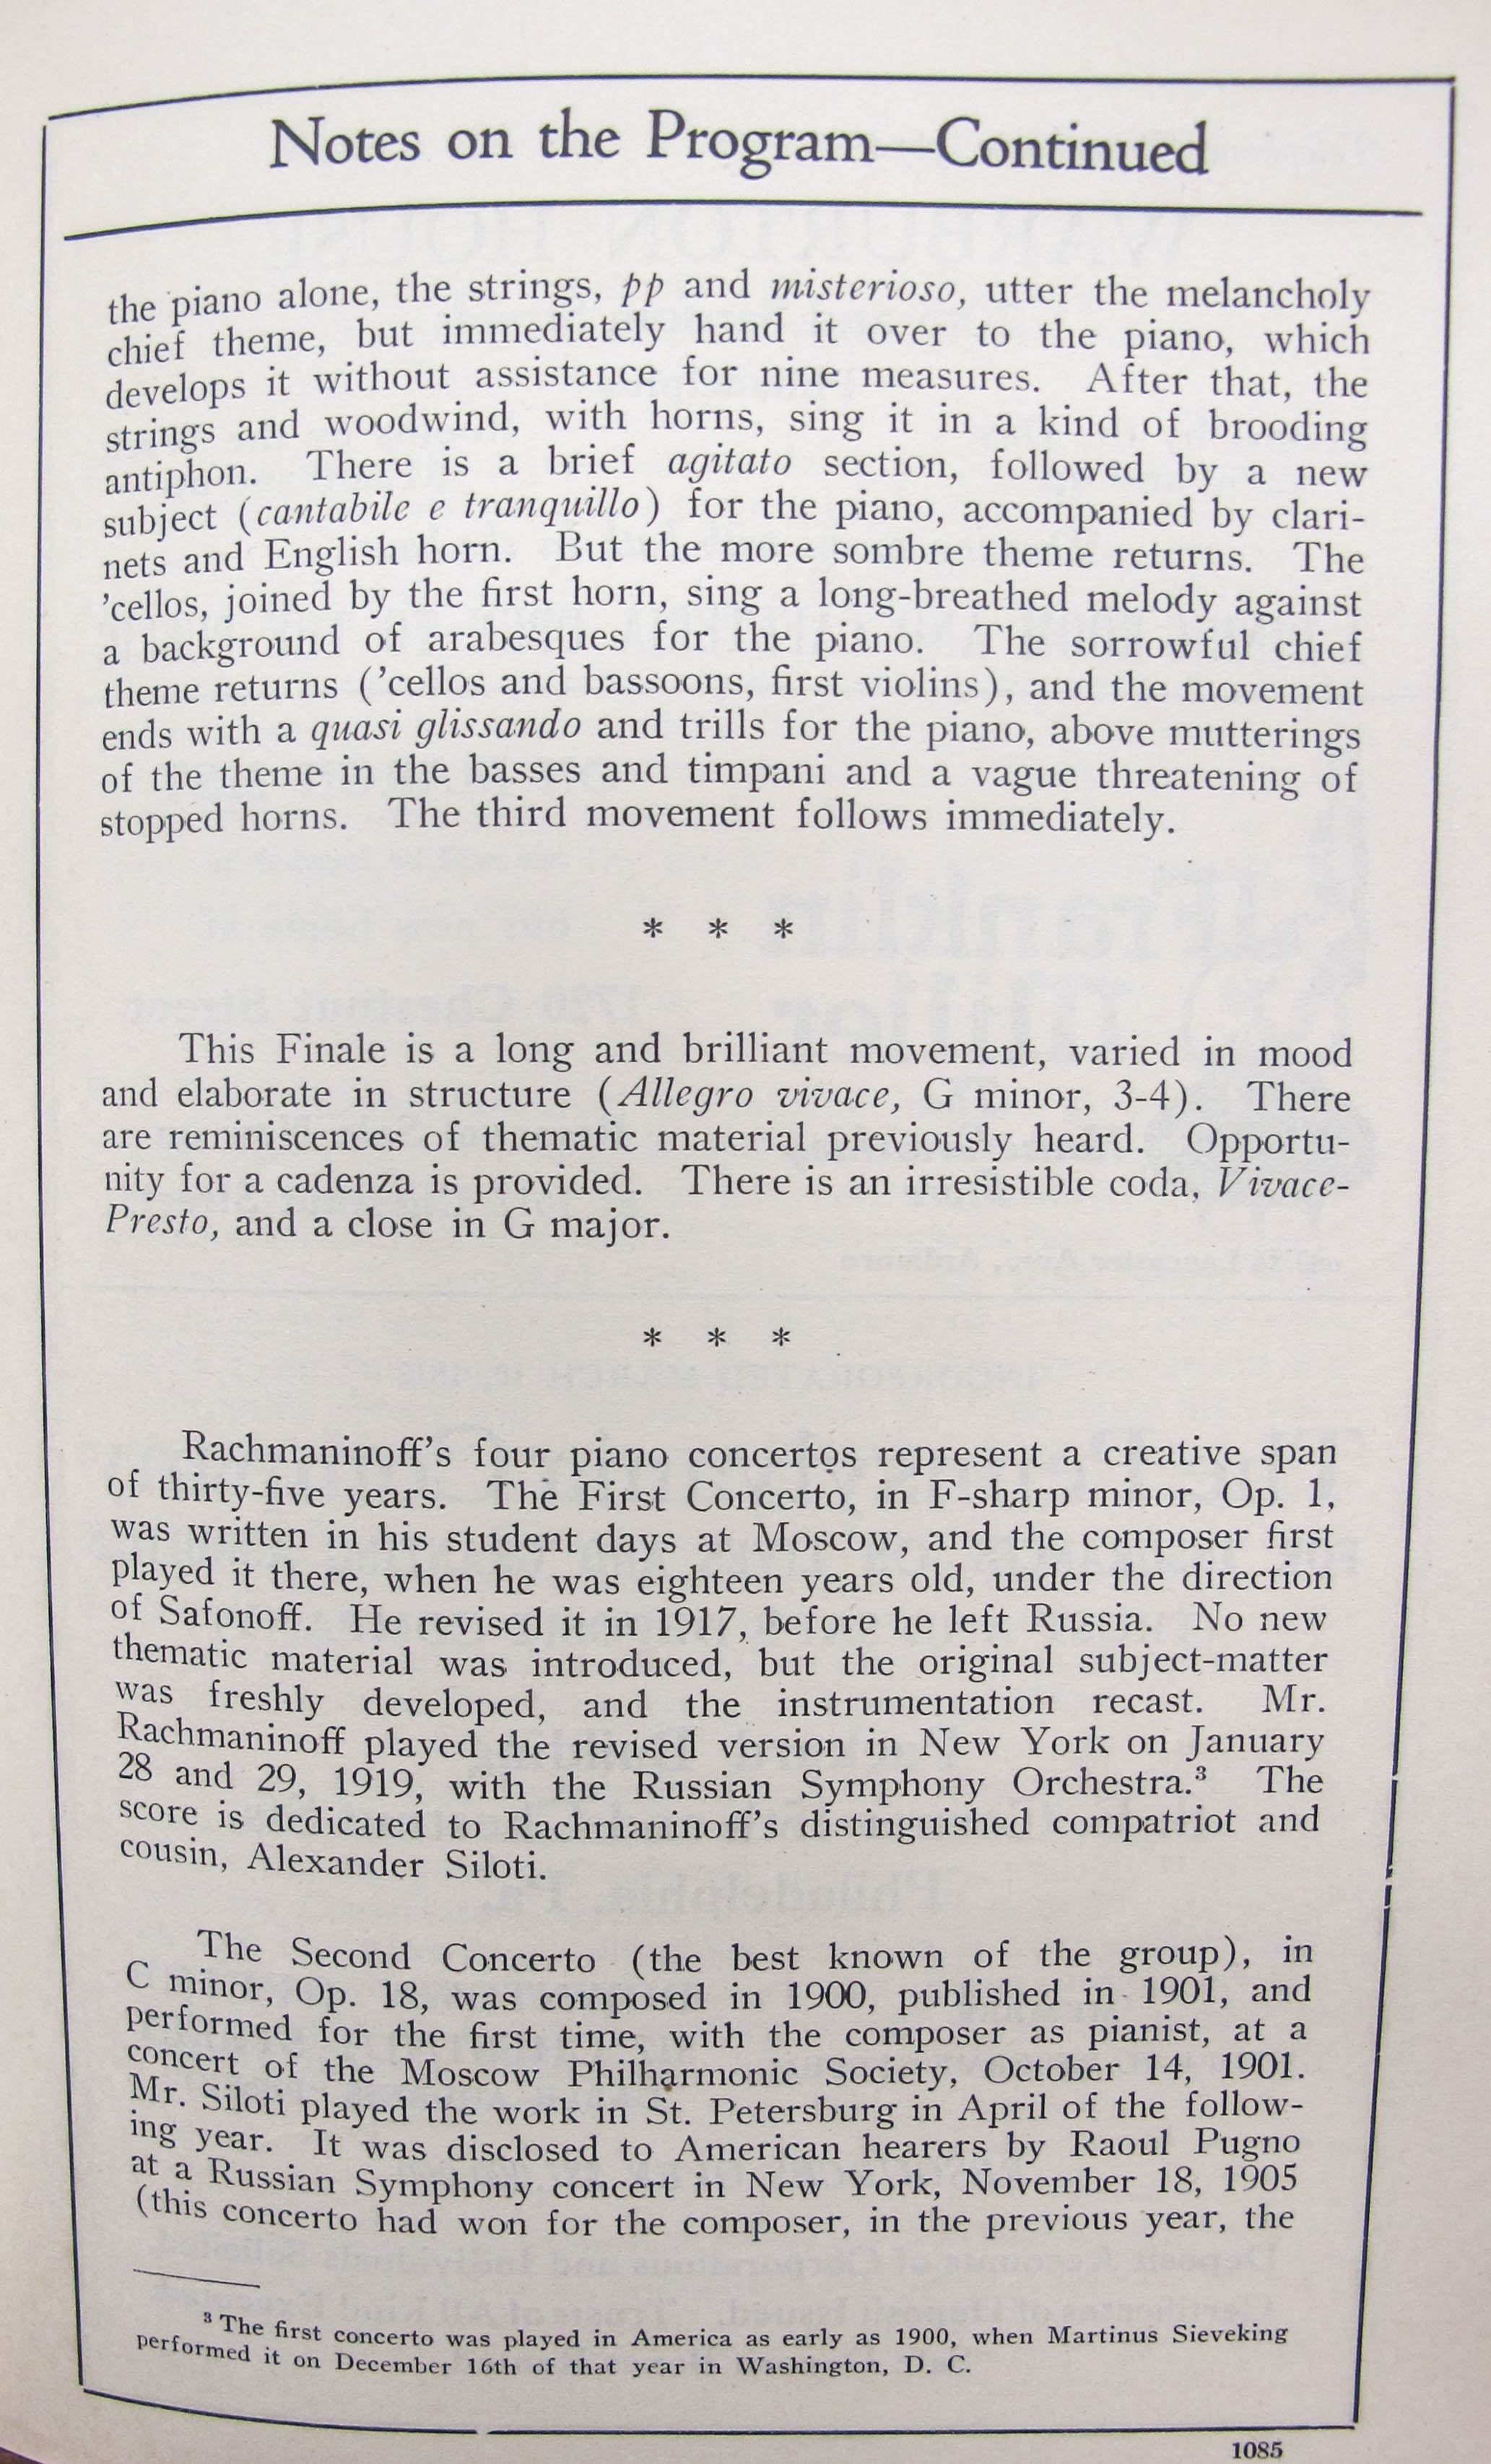 Notes on the Program—Continued
the piano alone, the strings, pp and misterioso, utter the melancholy
chief theme, but immediately hand it over to the piano, which
develops it without assistance for nine measures. After that, the
strings and woodwind, with horns, sing it in a kind of brooding
antiphon. There is a brief agitato section, followed by a new
subject (cantabile e tranquillo) for the piano, accompanied by clari-
nets and English horn. But the more sombre theme returns. The
'cellos, joined by the first horn, sing a long-breathed melody against
a background of arabesques for the piano. The sorrowful chief
theme returns ('cellos and bassoons, first violins), and the movement
ends with a quasi glissando and trills for the piano, above mutterings
of the theme in the basses and timpani and a vague threatening of
stopped horns. The third movement follows immediately.
* * *
This Finale is a long and brilliant movement, varied in mood
and elaborate in structure (Allegro vivace, G minor, 3-4). There
are reminiscences of thematic material previously heard. Opportu-
nity for a cadenza is provided. There is an irresistible coda, Vivace-
Presto, and a close in G major.
* * *
Rachmaninoff's four piano concertos represent a creative span
of thirty-five years. The First Concerto, in F-sharp minor, Op. 1,
was written in his student days at Moscow, and the composer first
played it there, when he was eighteen years old, under the direction
of Safonoff. He revised it in 1917, before he left Russia. No new
thematic material was introduced, but the original subject-matter
was freshly developed, and the instrumentation recast. Mr.
Rachmaninoff played the revised version in New York on January
28 and 29, 1919, with the Russian Symphony Orchestra.³ The
score is dedicated to Rachmaninoff's distinguished compatriot and
cousin, Alexander Siloti.
The Second Concerto (the best known of the group), in
C minor, Op. 18, was composed in 1900, published in 1901, and
performed for the first time, with the composer as pianist, at a
concert of the Moscow Philharmonic Society, October 14, 1901.
Mr. Siloti played the work in St. Petersburg in April of the follow-
ing year. It was disclosed to American hearers by Raoul Pugno
at a Russian Symphony concert in New York, November 18, 1905
(this concerto had won for the composer, in the previous year, the
³ The first concerto was played in America as early as 1900, when Martinus Sieveking
performed it on December 16th of that year in Washington, D. C.
1085